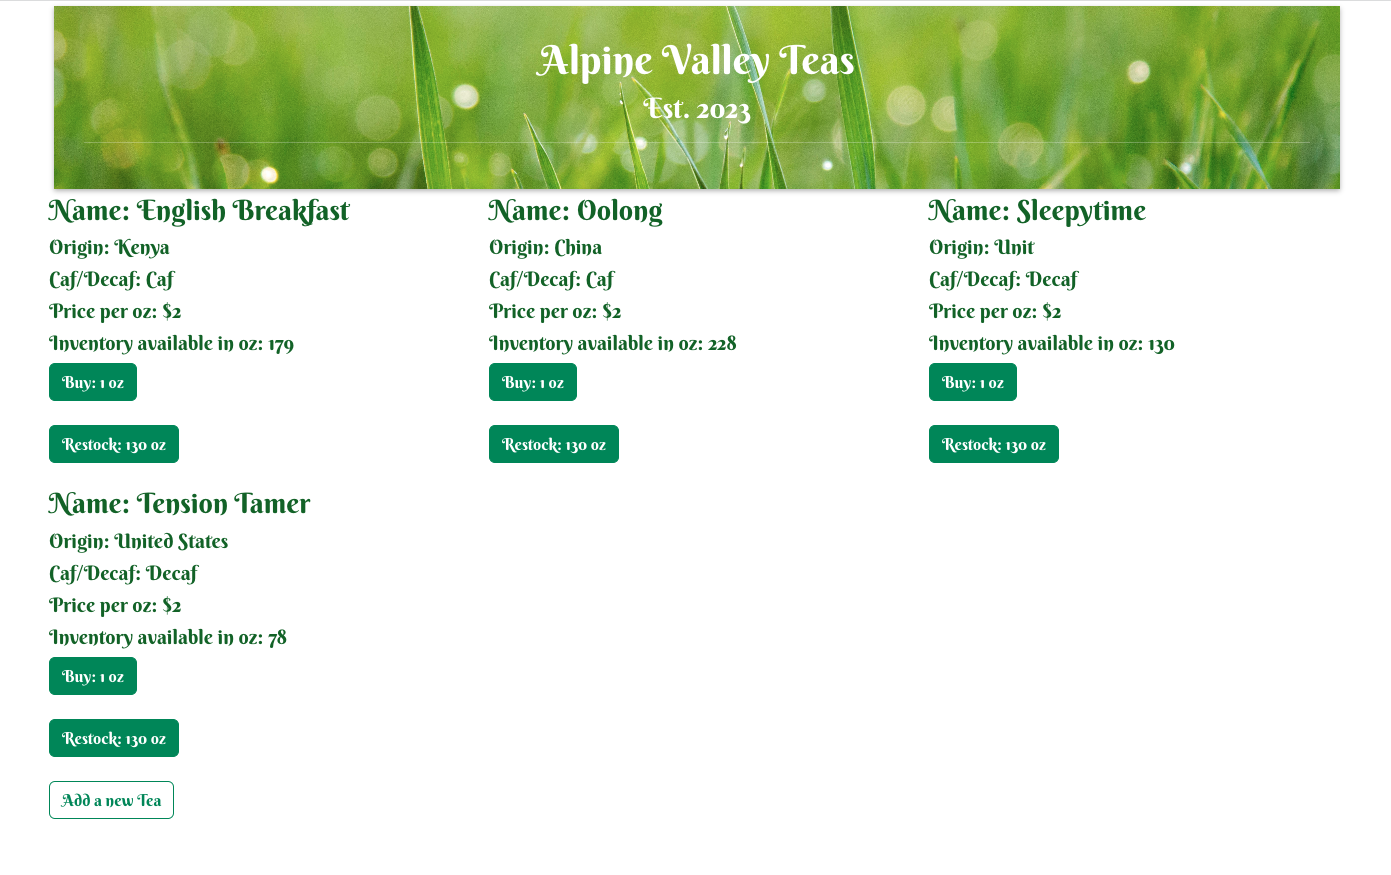 Alpine Valley Teas
Est. 2023
Name: English Breakfast
Origin: Kenya
Caf/Decaf: Caf
Price per oz: $2
Inventory available in oz: 179
Buy: 1 oz
Restock: 130 oz
Name: Oolong
Origin: China
Caf/Decaf: Caf
Price per oz: $2
Inventory available in oz: 228
Buy: 1 oz
Restock: 130 oz
Name: Sleepytime
Origin: Unit
Caf/Decaf: Decaf
Price per oz: $2
Inventory available in oz: 130
Buy: 1 oz
Restock: 130 oz
Name: Tension Tamer
Origin: United States
Caf/Decaf: Decaf
Price per oz: $2
Inventory available in oz: 78
Buy: 1 oz
Restock: 130 oz
Add a new Tea